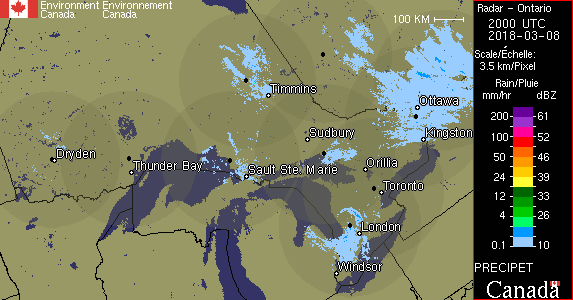 Environment Environnement
Canada Canada
100 KM
Radar - Ontario
2000 UTC
2018-03-08
Scale/Échelle:
3.5 km/Pixel
Rain/Pluie
mm/hr dBZ
200 61
100 52
50 46
24 39
12 33
4 26
0.1 10
PRECIPET
Canada
Timmins
Ottawa
Kingston
Sudbury
Dryden
Thunder Bay
Sault Ste. Marie
Orillia
Toronto
London
Windsor